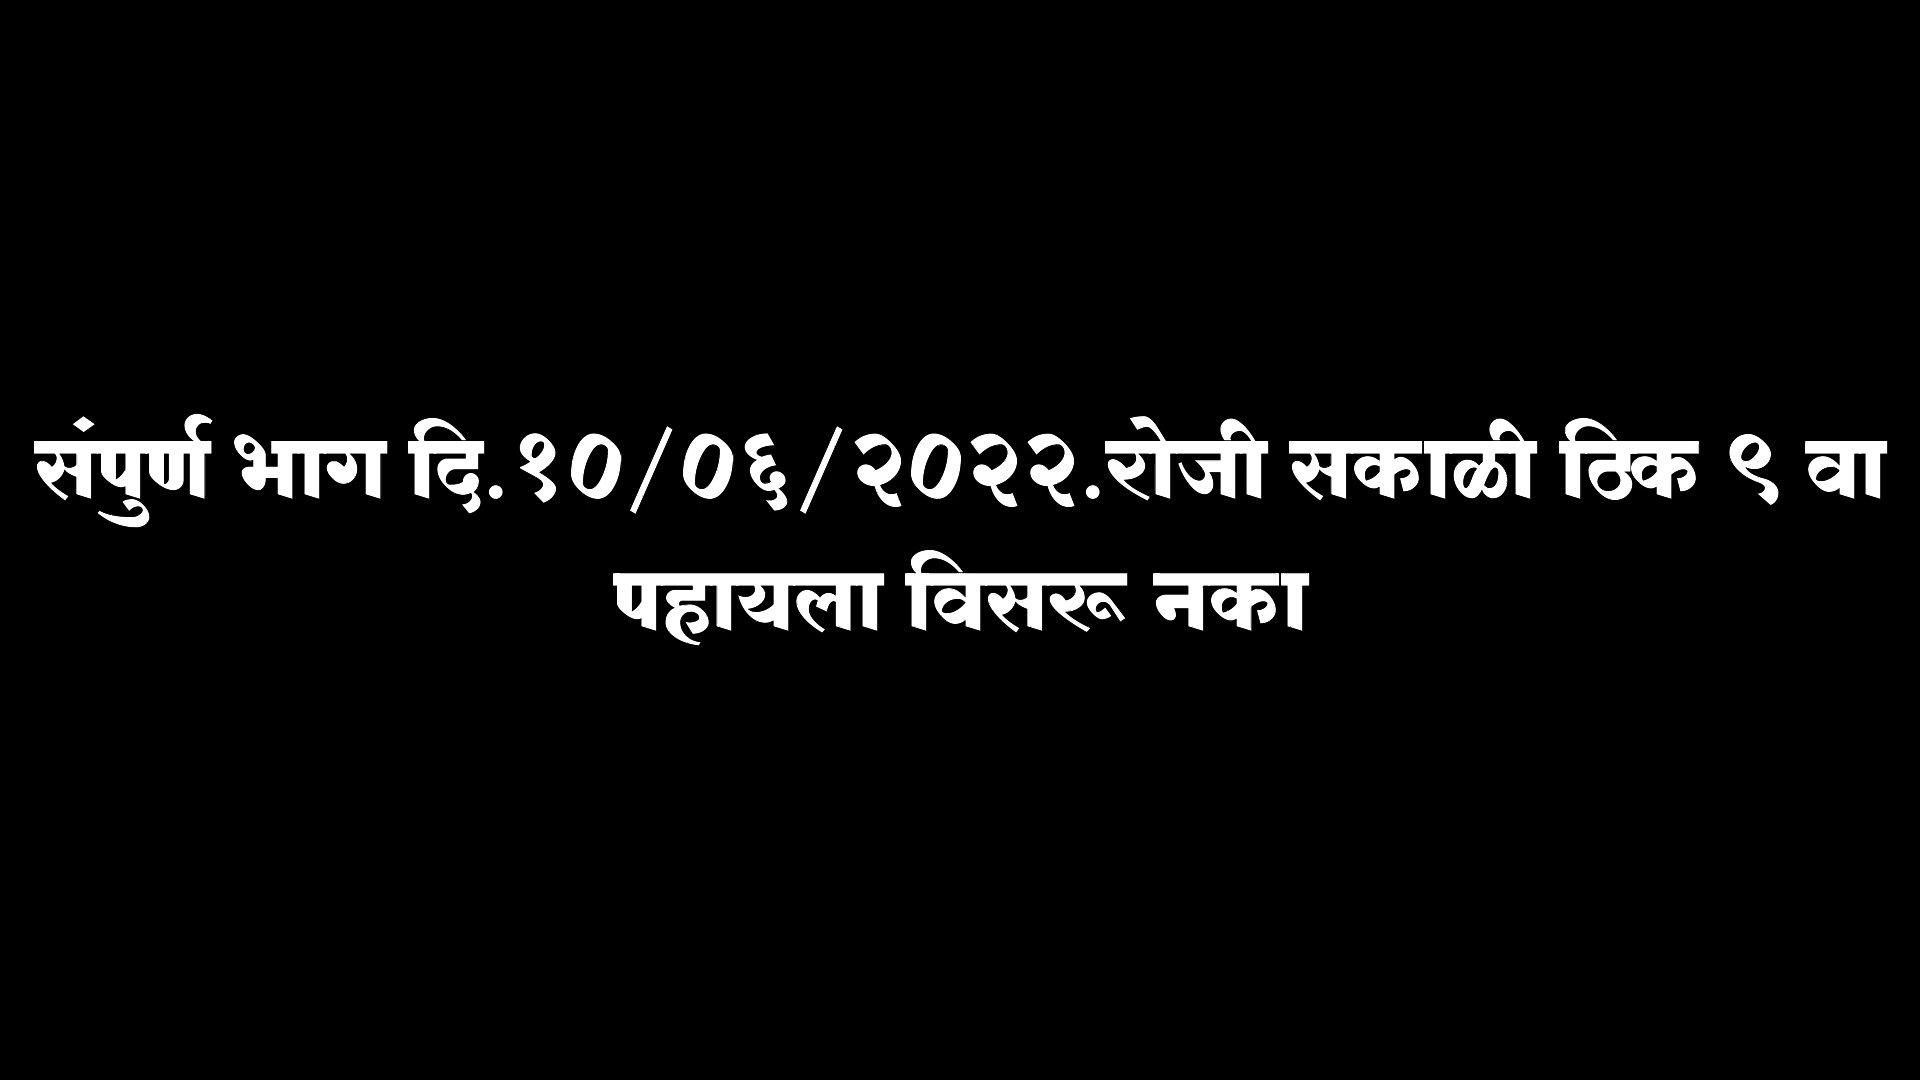 संपुर्ण भाग दि.१०/०६/२०२२.रोजी सकाळी ठिक ९ वा
पहायला विसरू नका